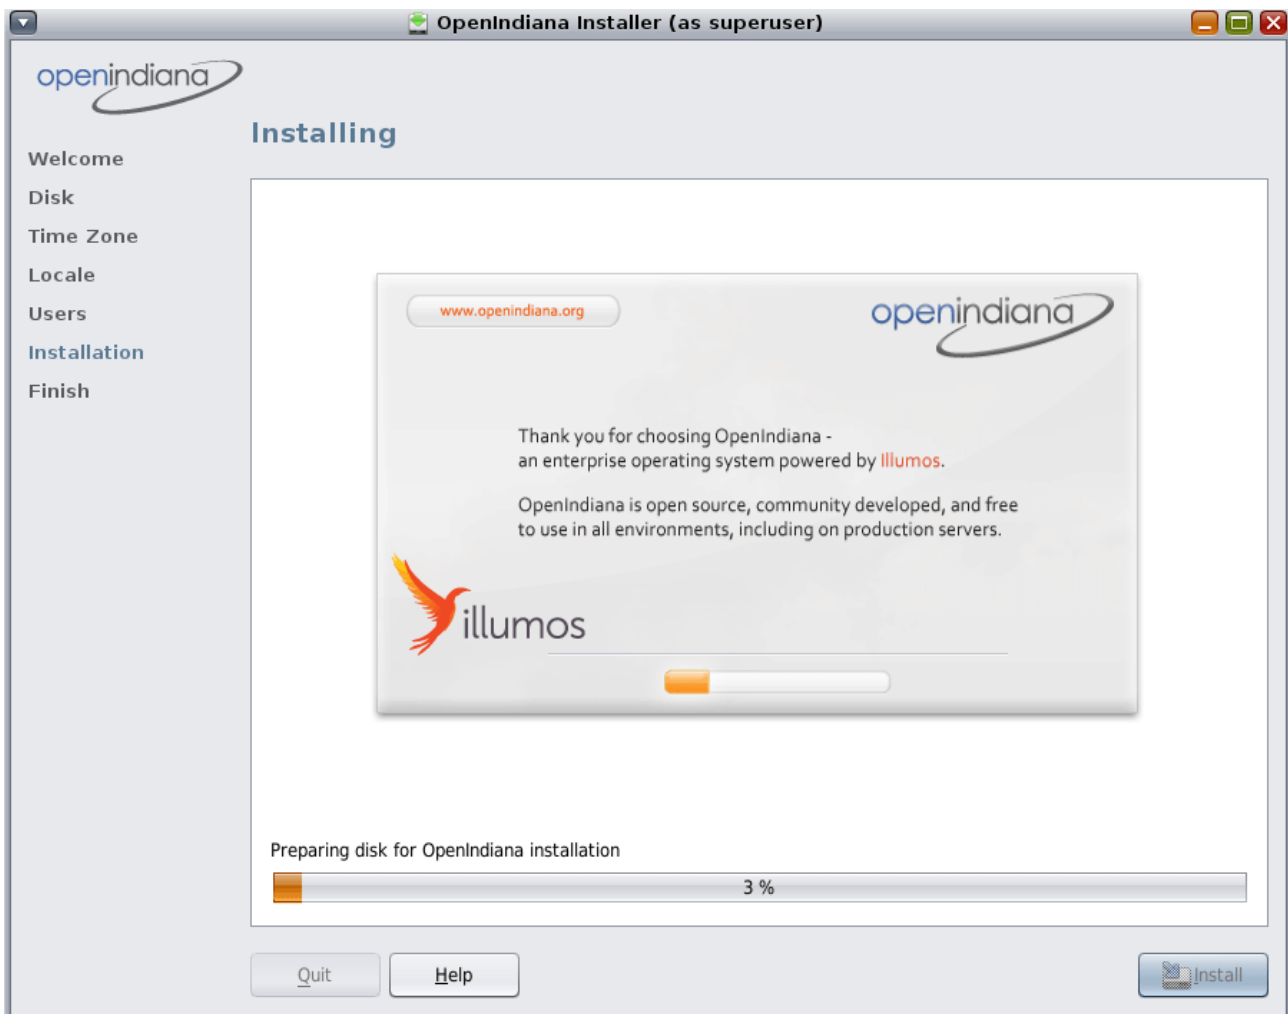 OpenIndiana Installer (as superuser)
openindiana
Installing
Welcome
Disk
Time Zone
Locale
Users
Installation
Finish
www.openindiana.org
openindiana
Thank you for choosing OpenIndiana -
an enterprise operating system powered by Illumos.
OpenIndiana is open source, community developed, and free
to use in all environments, including on production servers.
illumos
Preparing disk for OpenIndiana installation
3 %
Quit
Help
Install